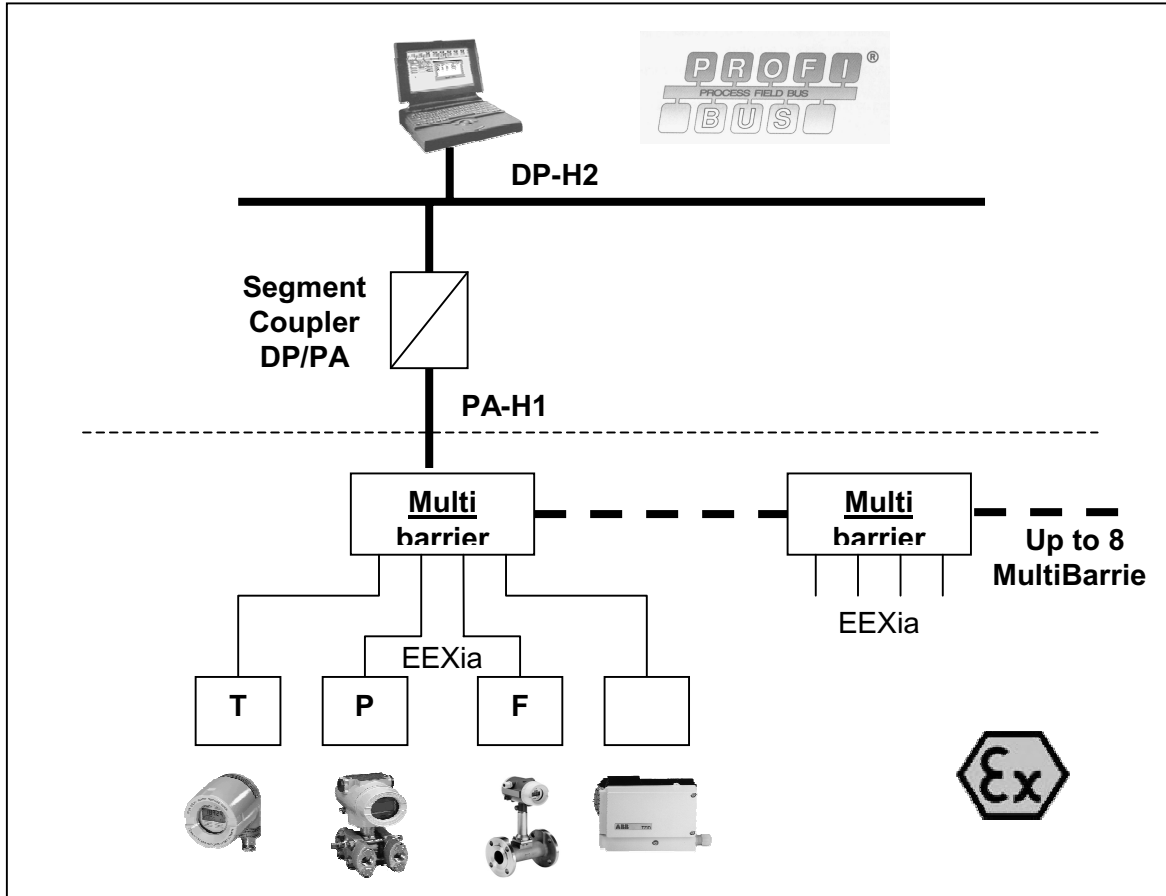 PROFI ®
PROCESS FIELD BUS
BUS
DP-H2
Segment
Coupler
DP/PA
PA-H1
Multi
barrier
Multi
barrier
Up to 8
MultiBarrie
EEXia
EEXia
T
P
F
ABB
Ex